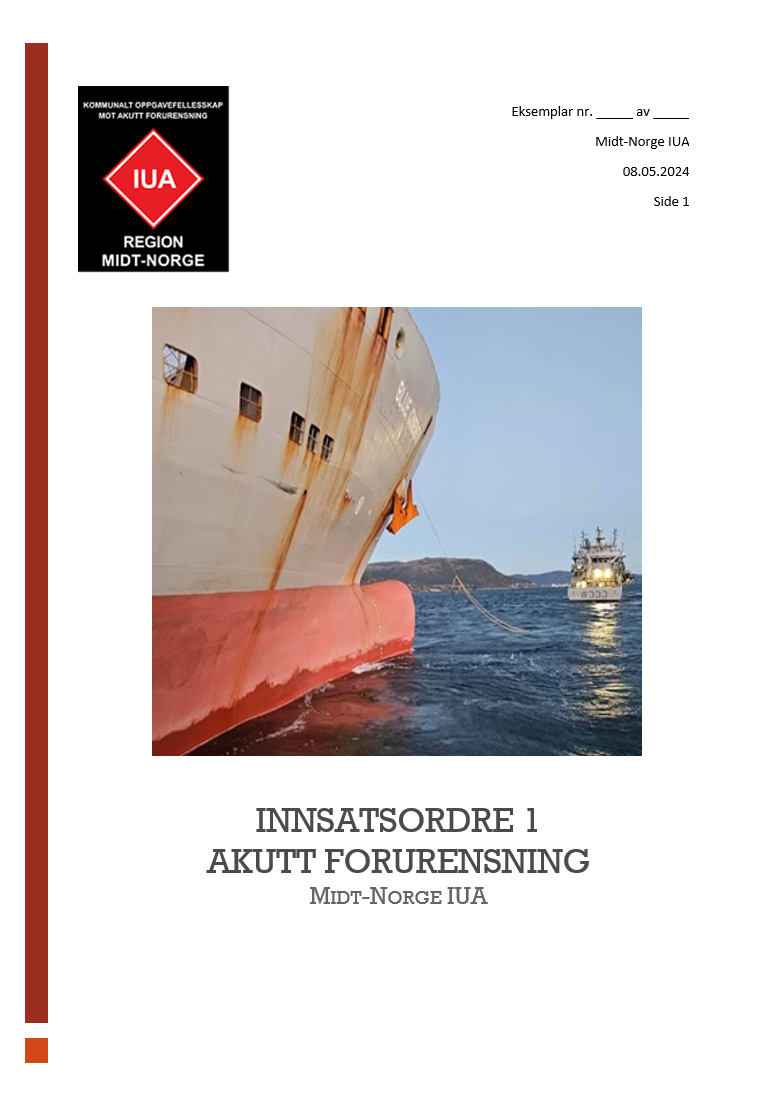 KOMMUNALT OPPGAVEFELLESSKAP
MOT AKUTT FORURENSNING
IUA
REGION
MIDT-NORGE
Eksemplar nr. _____ av _____
Midt-Norge IUA
08.05.2024
Side 1
W333
INNSATSORDRE 1
AKUTT FORURENSNING
MIDT-NORGE IUA